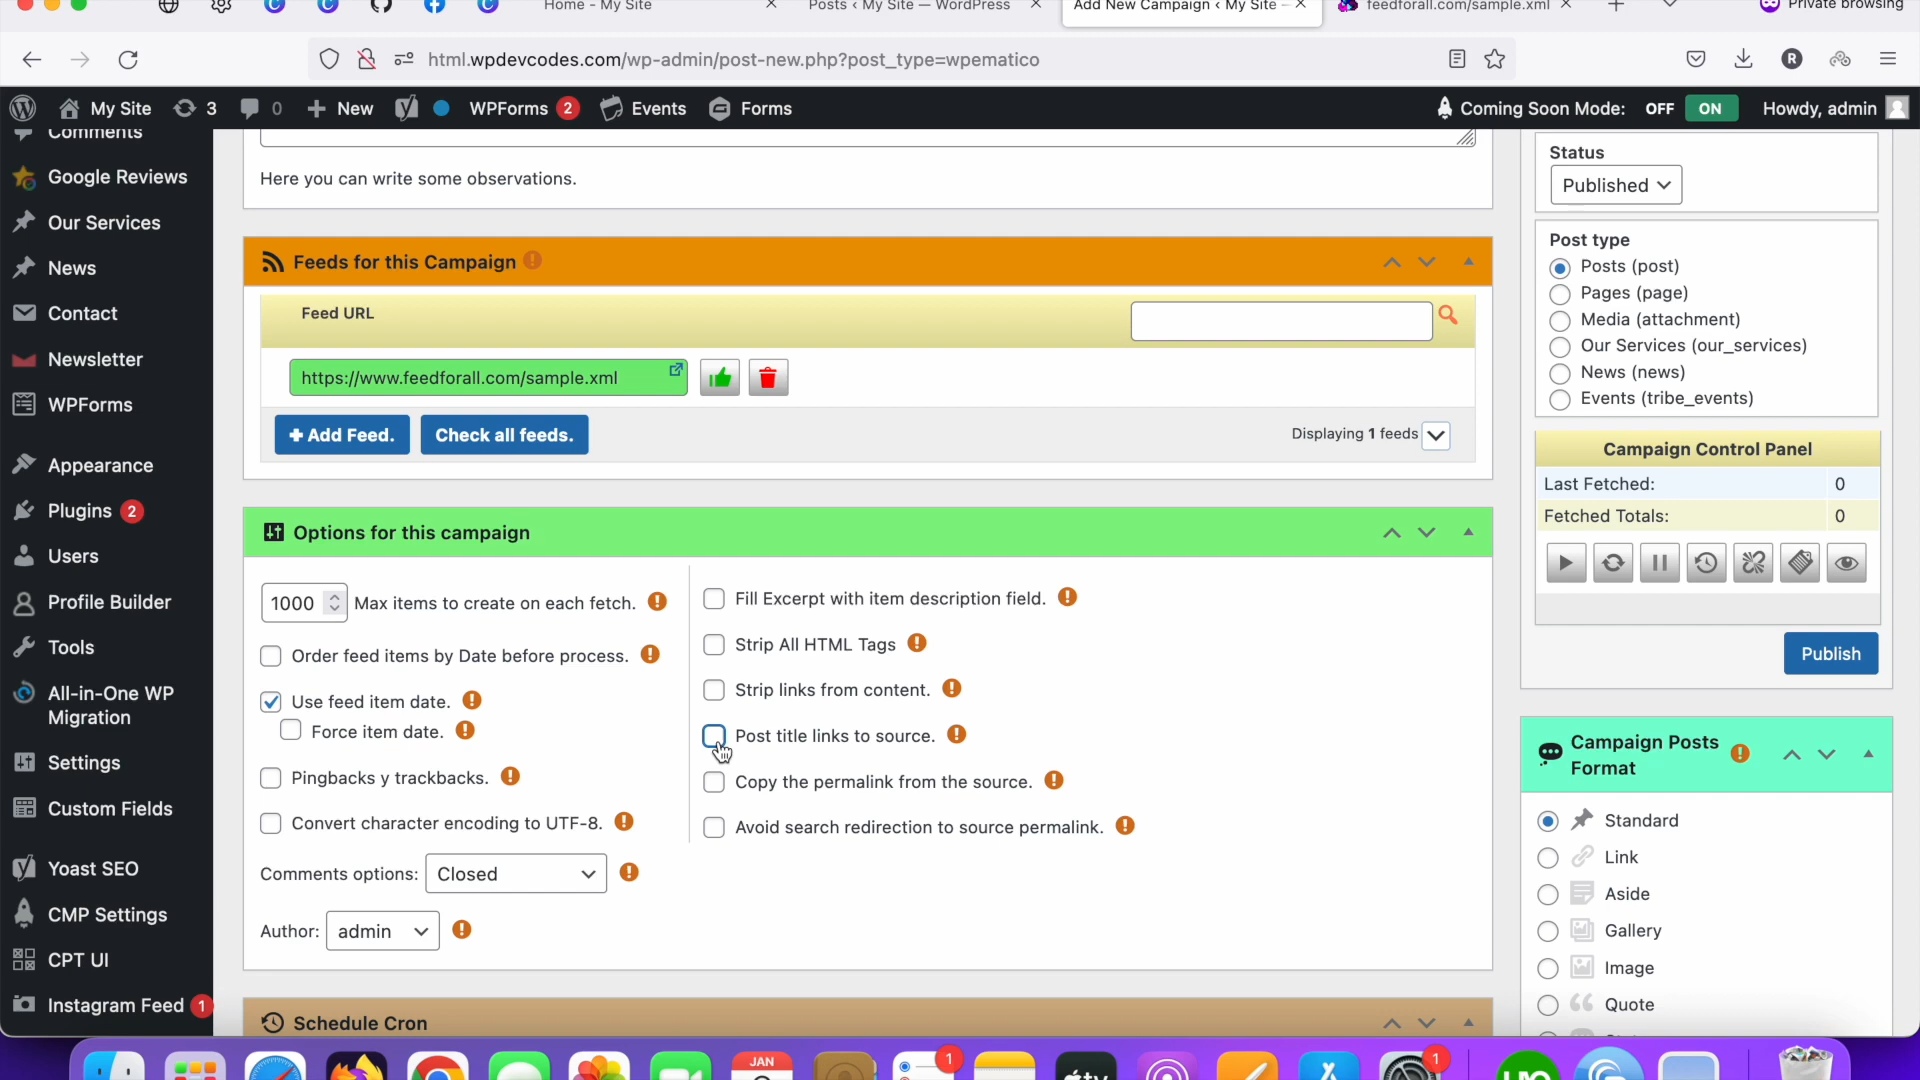 Home - My Site
Posts < My Site — WordPress
Add New Campaign < My Site –
feedforall.com/sample.xml
Private browsing
html.wpdevcodes.com/wp-admin/post-new.php?post_type=wpematico
R
My Site
3
0
New
WPForms 2
Events
Forms
Coming Soon Mode: OFF ON
Howdy, admin
Comments
Google Reviews
Our Services
News
Contact
Newsletter
WPForms
Appearance
Plugins 2
Users
Profile Builder
Tools
All-in-One WP
Migration
Settings
Custom Fields
Yoast SEO
CMP Settings
CPT UI
Instagram Feed 1
Here you can write some observations.
Feeds for this Campaign
Feed URL
https://www.feedforall.com/sample.xml
+ Add Feed.
Check all feeds.
Displaying 1 feeds
Options for this campaign
1000 Max items to create on each fetch.
Order feed items by Date before process.
Use feed item date.
Force item date.
Pingbacks y trackbacks.
Convert character encoding to UTF-8.
Comments options: Closed
Author: admin
Fill Excerpt with item description field.
Strip All HTML Tags
Strip links from content.
Post title links to source.
Copy the permalink from the source.
Avoid search redirection to source permalink.
Schedule Cron
Status
Published
Post type
Posts (post)
Pages (page)
Media (attachment)
Our Services (our_services)
News (news)
Events (tribe_events)
Campaign Control Panel
Last Fetched: 0
Fetched Totals: 0
Publish
Campaign Posts
Format
Standard
Link
Aside
Gallery
Image
Quote
JAN
1
1